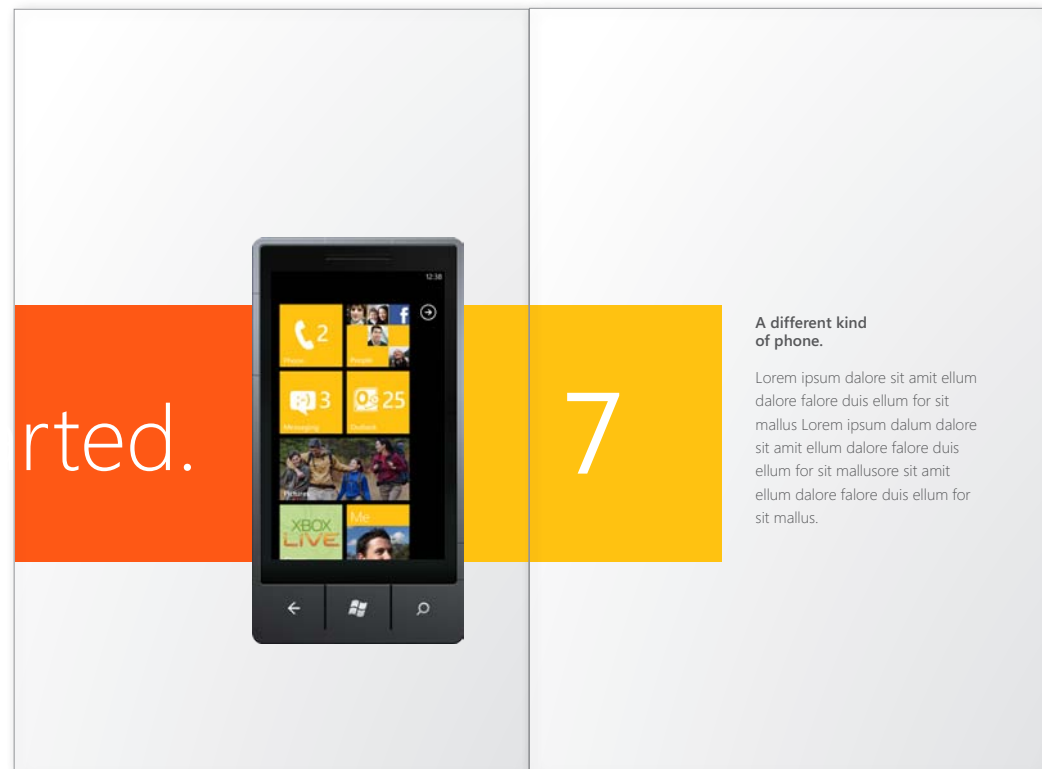 rted.
12:38
2
f
Phone
People
:-) 3
25
Messaging
Outlook
Pictures
XBOX
LIVE
Me
7
A different kind
of phone.
Lorem ipsum dalore sit amit ellum
dalore falore duis ellum for sit
mallus Lorem ipsum dalum dalore
sit amit ellum dalore falore duis
ellum for sit mallusore sit amit
ellum dalore falore duis ellum for
sit mallus.